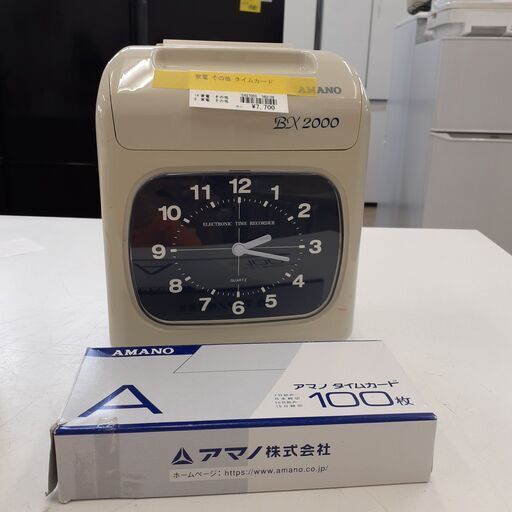 家電 その他 タイムカード
¥7,700
AMANO
BX2000
12
11
1
10
2
ELECTRONIC TIME RECORDER
9
3
8
4
QUARTZ
7
5
6
AMANO
A
アマノ タイムカード
100枚
アマノ株式会社
ホームページ：https://www.amano.co.jp/